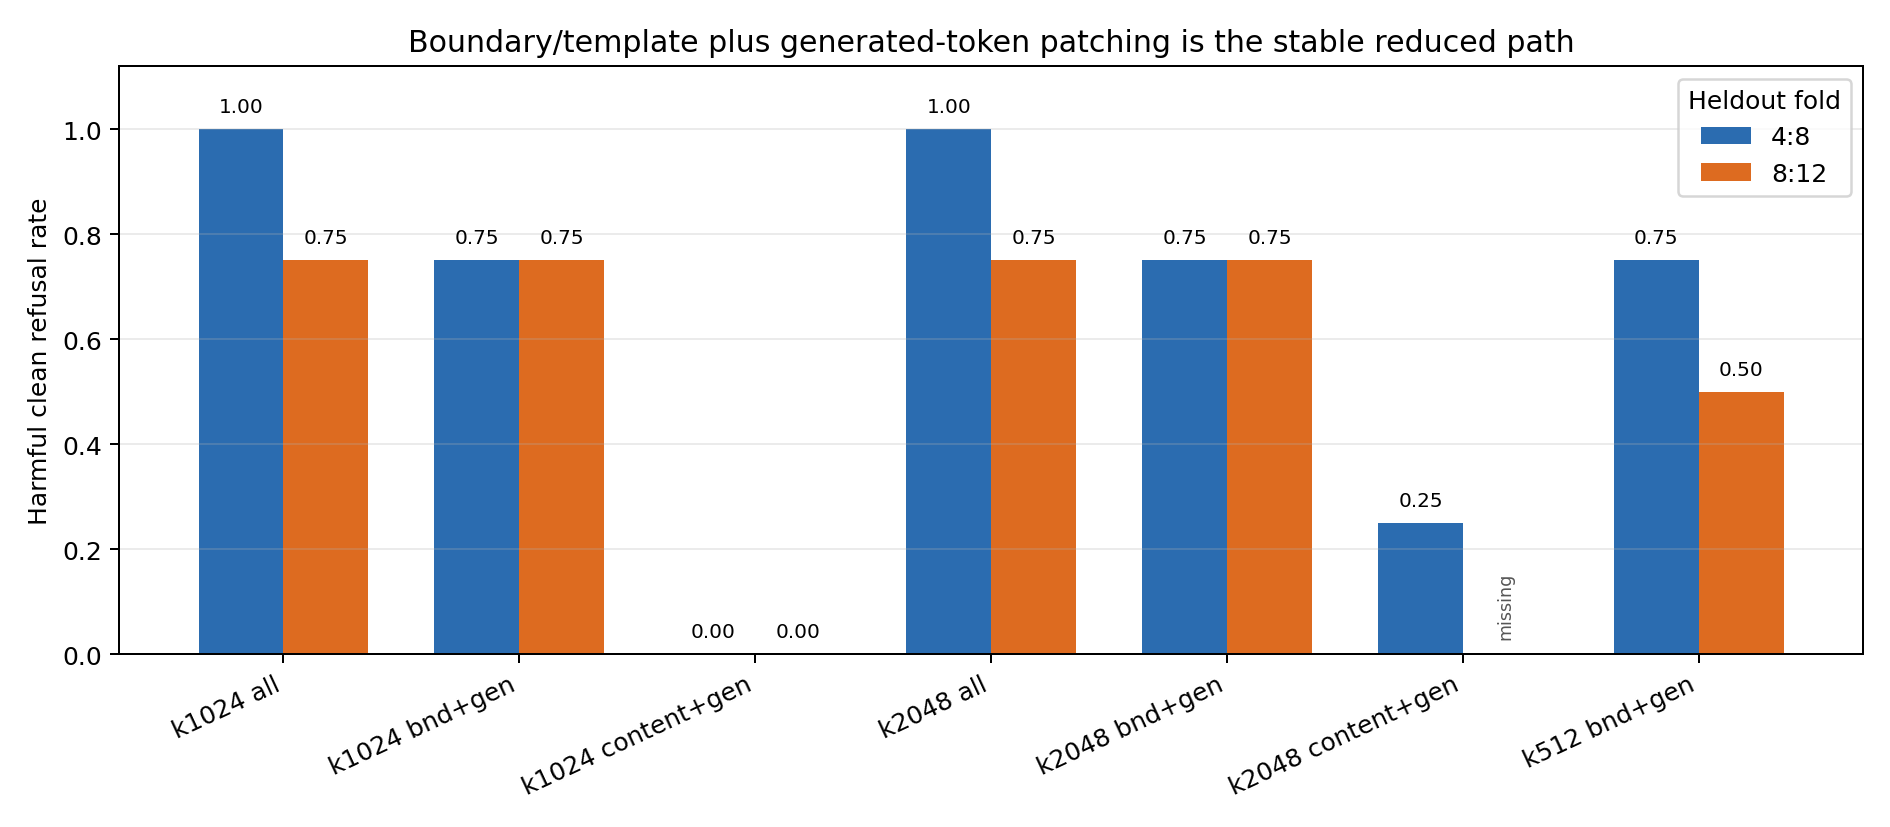 Boundary/template plus generated-token patching is the stable reduced path
Harmful clean refusal rate
1.0
0.8
0.6
0.4
0.2
0.0
1.00
0.75
0.75
0.75
0.00
0.00
1.00
0.75
0.75
0.75
0.25
missing
0.75
0.50
Heldout fold
4:8
8:12
k1024 all
k1024 bnd+gen
k1024 content+gen
k2048 all
k2048 bnd+gen
k2048 content+gen
k512 bnd+gen